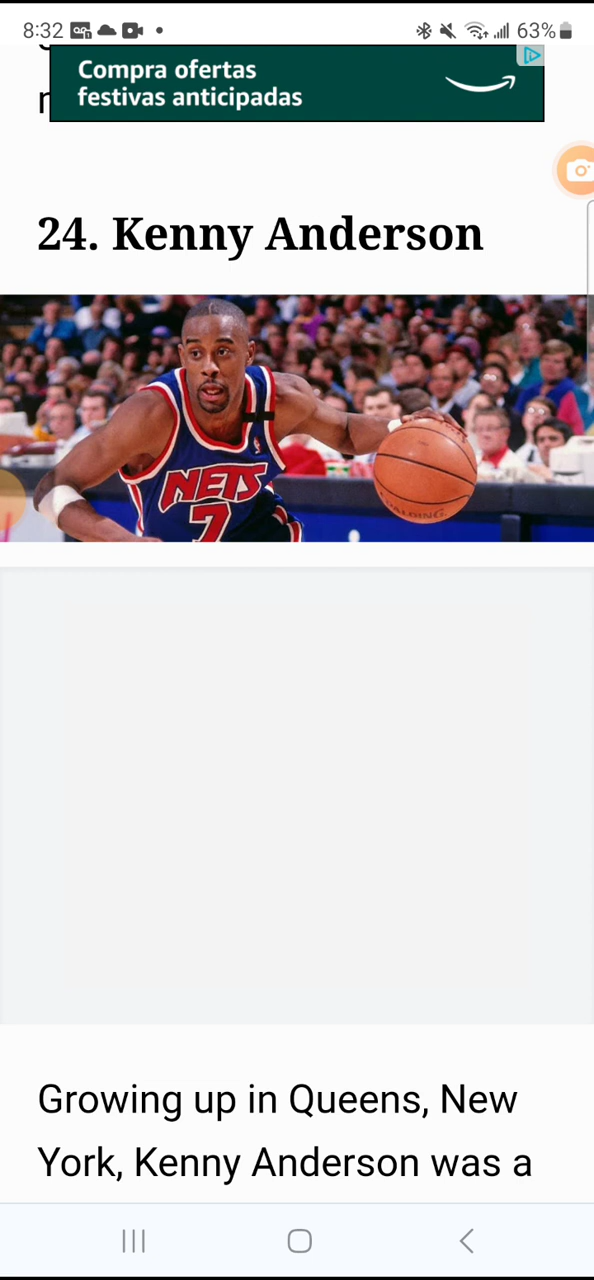 8:32
63%
Compra ofertas
festivas anticipadas
24. Kenny Anderson
NETS
7
SPALDING
Growing up in Queens, New
York, Kenny Anderson was a